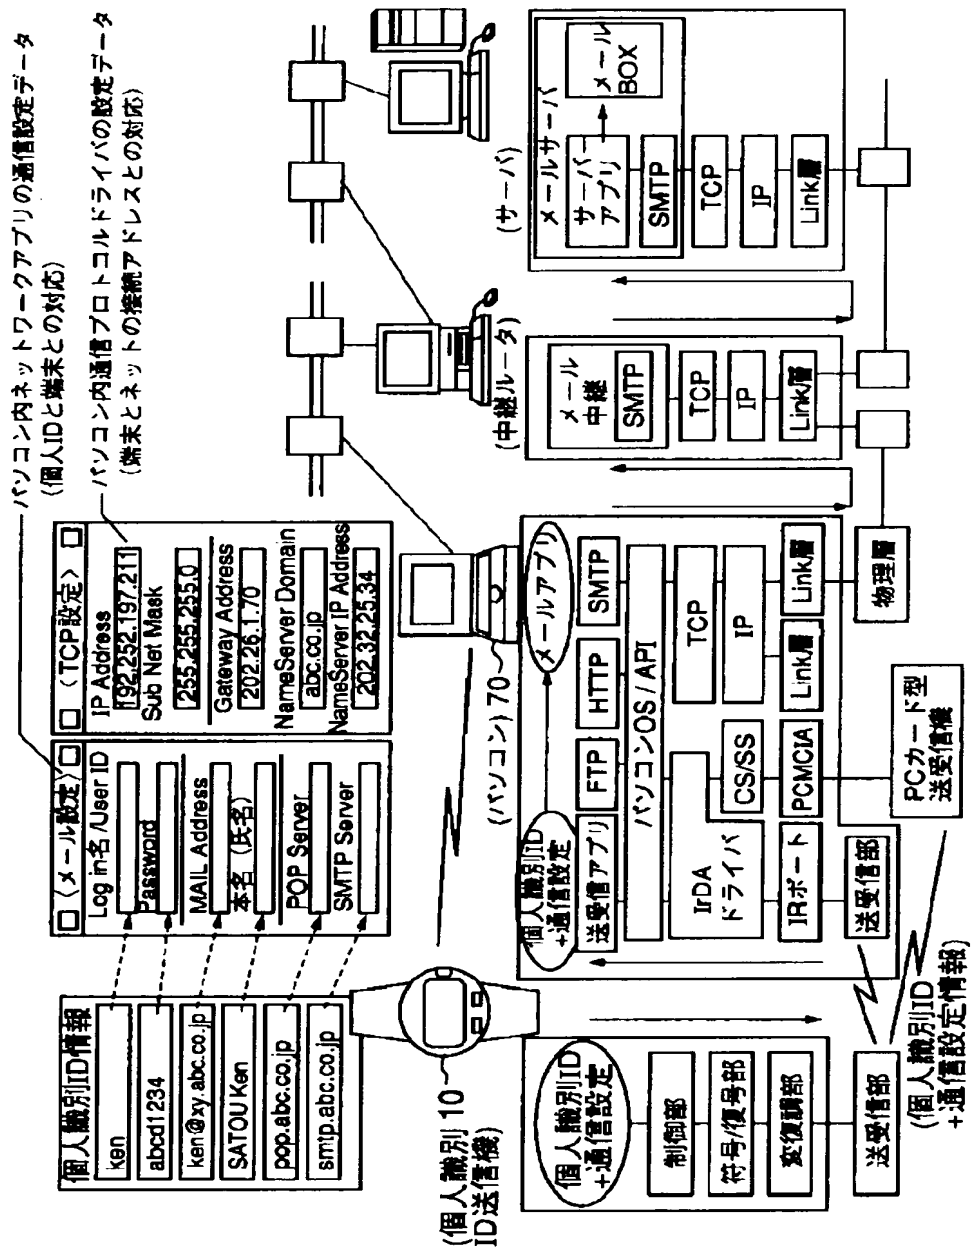 パソコン内ネットワークアプリの通信設定データ
(個人IDと端末との対応)
パソコン内通信プロトコルドライバの設定データ
(端末とネットの接続アドレスとの対応)
個人識別ID情報
ken
abcd1234
ken@xy.abc.co.jp
SATOU Ken
pop.abc.co.jp
smtp.abc.co.jp
〈メール設定〉
Log in名/User ID
Password
MAIL Address
本名（氏名）
POP Server
SMTP Server
〈TCP設定〉
IP Address
192.252.197.211
Sub Net Mask
255.255.255.0
Gateway Address
202.26.1.70
NameServer Domain
abc.co.jp
NameServer IP Address
202.32.25.34
(個人識別 10
ID送信機)
(パソコン) 70
(中継ルータ)
(サーバ)
個人識別ID
+通信設定
制御部
符号/復号部
変復調部
送受信部
(個人識別ID
+通信設定情報)
個人識別ID
+通信設定
メールアプリ
送受信アプリ
FTP
HTTP
SMTP
パソコンOS/API
IrDA
ドライバ
CS/SS
TCP
IP
IRポート
PCMCIA
Link層
Link層
送受信部
PCカード型
送受信機
物理層
メール
中継
SMTP
TCP
IP
Link層
メールサーバ
サーバー
アプリ
メール
BOX
SMTP
TCP
IP
Link層